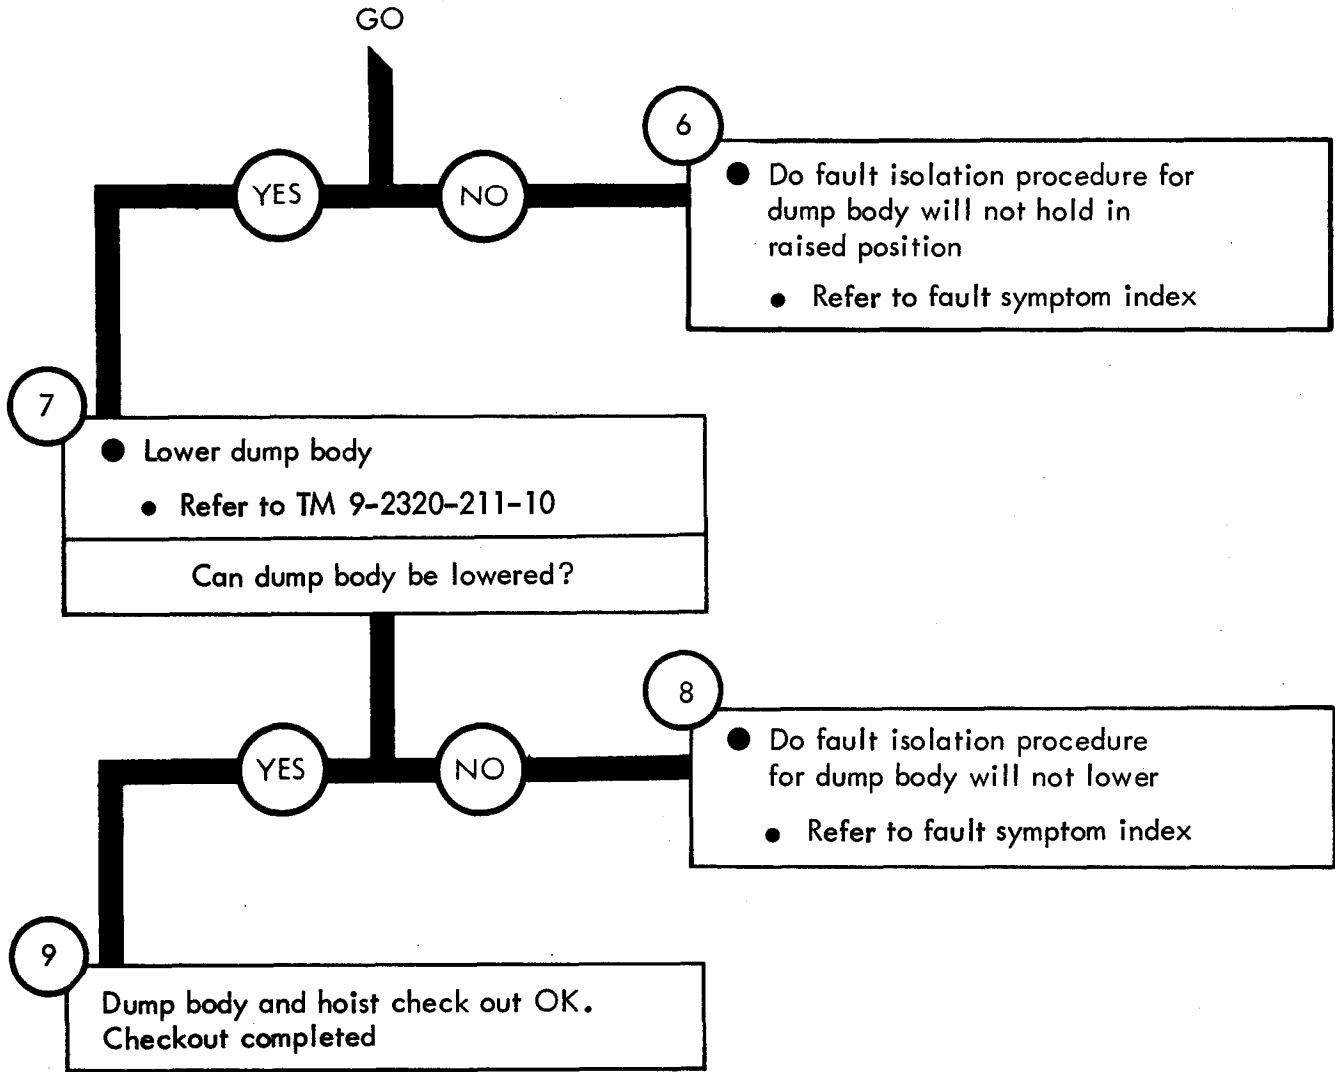 GO
YES
NO
6
● Do fault isolation procedure for
dump body will not hold in
raised position
● Refer to fault symptom index
7
● Lower dump body
● Refer to TM 9-2320-211-10
Can dump body be lowered?
YES
NO
8
● Do fault isolation procedure
for dump body will not lower
● Refer to fault symptom index
9
Dump body and hoist check out OK.
Checkout completed